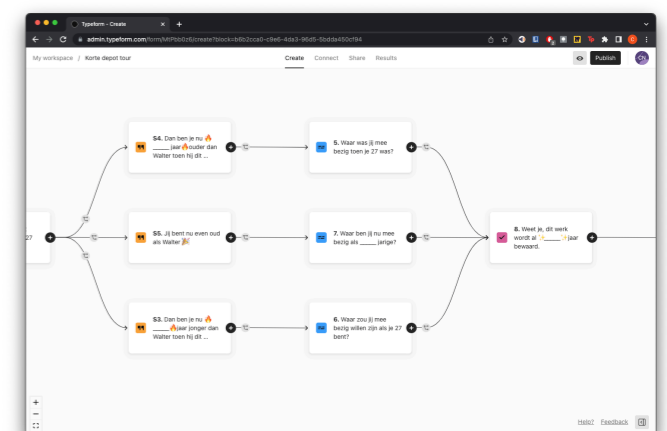 Typeform - Create
admin.typeform.com/form/MtPbb0z6/create?block=b6b2cca0-c9e6-4da3-96d5-5bdda450cf94
My workspace / Korte depot tour
Create Connect Share Results
Publish
S4. Dan ben je nu 🔥
_____ jaar🔥ouder dan
Walter toen hij dit ...
5. Waar was jij mee
bezig toen je 27 was?
27
S5. Jij bent nu even oud
als Walter 🎉
7. Waar ben jij nu mee
bezig als _____ jarige?
8. Weet je, dit werk
wordt al ✨_____✨jaar
bewaard.
S3. Dan ben je nu 🔥
_____🔥jaar jonger dan
Walter toen hij dit ...
6. Waar zou jij mee
bezig willen zijn als je 27
bent?
Help? Feedback